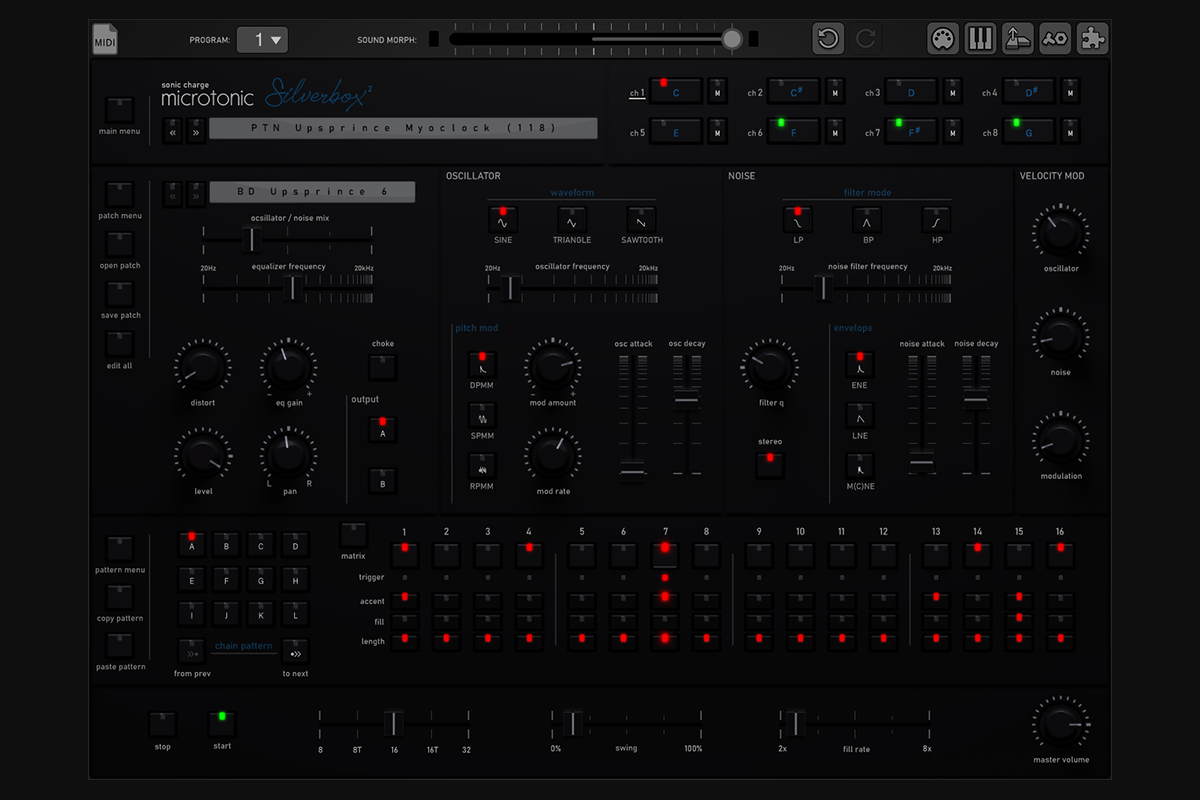 MIDI PROGRAM: 1 SOUND MORPH:
sonic charge
microtonic Silverbox²
main menu
« » PTN Upsprince Myoclock (118)
ch 1 C M ch 2 C# M ch 3 D M ch 4 D# M
ch 5 E M ch 6 F M ch 7 F# M ch 8 G M
patch menu
open patch
save patch
edit all
« » BD Upsprince 6
ocsillator / noise mix
20Hz equalizer frequency 20kHz
distort - eq gain +
level L pan R
choke
output
A
B
OSCILLATOR
waveform
SINE TRIANGLE SAWTOOTH
20Hz oscillator frequency 20kHz
pitch mod
DPMM
SPMM
RPMM
- mod amount +
mod rate
osc attack osc decay
NOISE
filter mode
LP BP HP
20Hz noise filter frequency 20kHz
filter q
stereo
envelope
ENE
LNE
M(C)NE
noise attack noise decay
VELOCITY MOD
oscillator
noise
modulation
pattern menu
copy pattern
paste pattern
A B C D
E F G H
I J K L
chain pattern
from prev to next
matrix
1 2 3 4 5 6 7 8 9 10 11 12 13 14 15 16
trigger
accent
fill
length
stop start
8 8T 16 16T 32
0% swing 100%
2x fill rate 8x
master volume